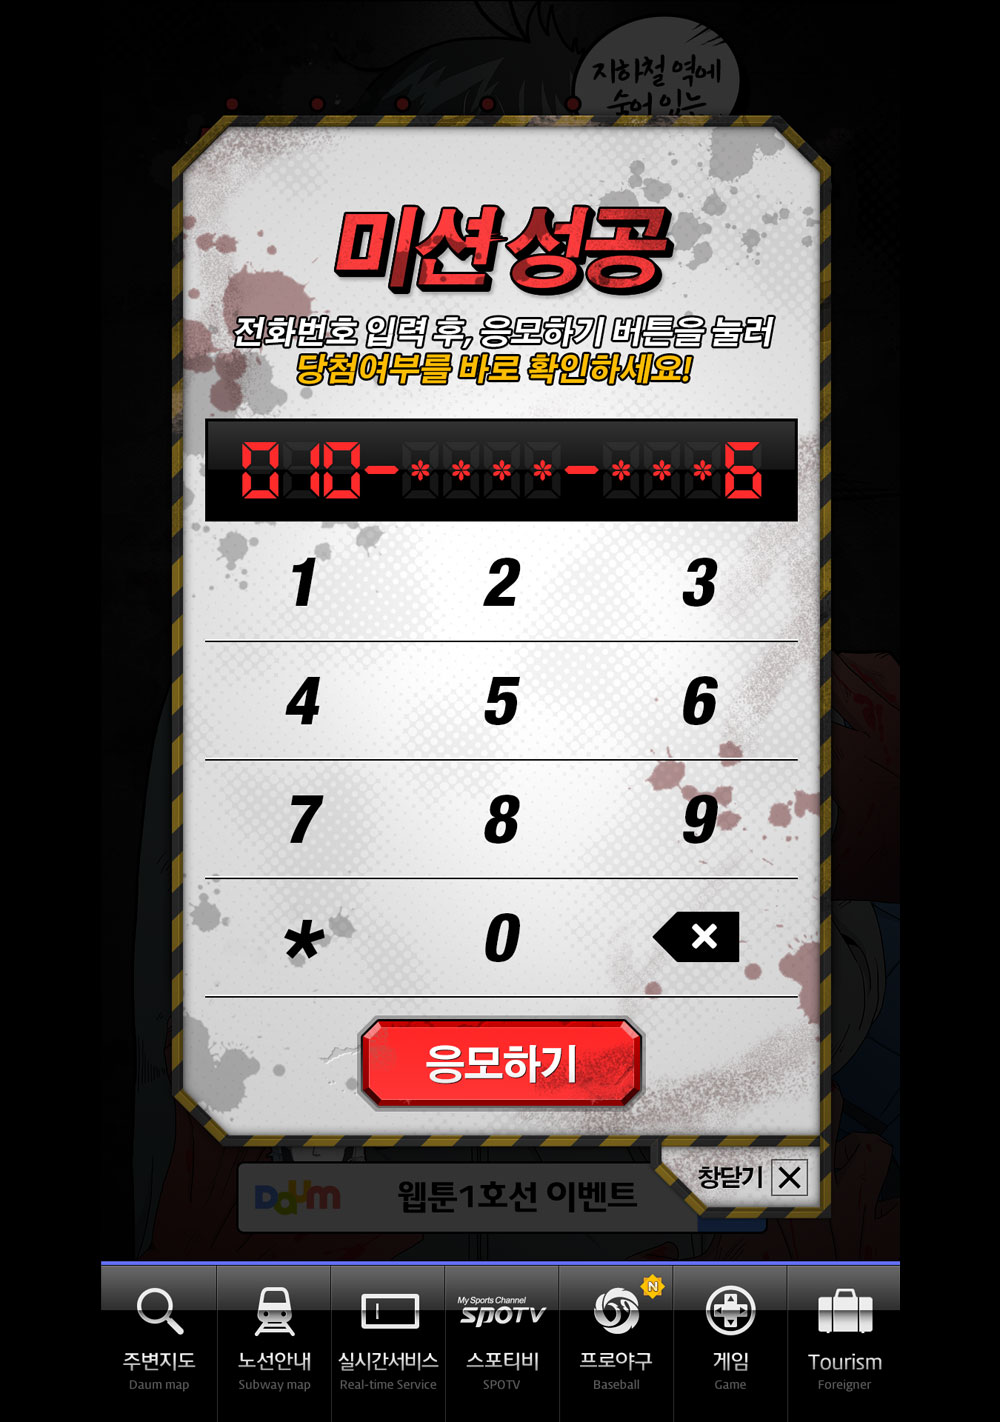 지하철 역에
숨어 있는
미션 성공
전화번호 입력 후, 응모하기 버튼을 눌러
당첨여부를 바로 확인하세요!
010-****-***6
1 2 3
4 5 6
7 8 9
* 0 ×
응모하기
창닫기 ×
Daum 웹툰1호선 이벤트
My Sports Channel
SPOTV
N
주변지도 노선안내 실시간서비스 스포티비 프로야구 게임 Tourism
Daum map Subway map Real-time Service SPOTV Baseball Game Foreigner